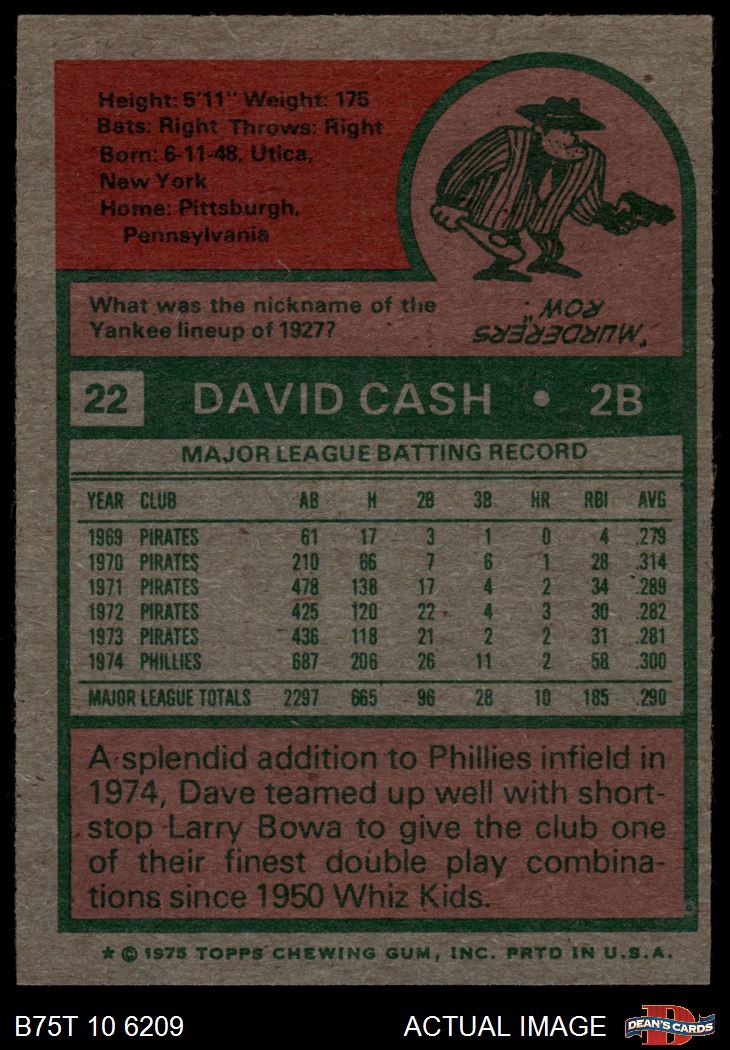 Height: 5'11" Weight: 175
Bats: Right Throws: Right
Born: 6-11-48, Utica,
New York
Home: Pittsburgh,
Pennsylvania
What was the nickname of the
Yankee lineup of 1927?
"MURDERERS
ROW"
22 DAVID CASH • 2B
MAJOR LEAGUE BATTING RECORD
YEAR CLUB AB H 2B 3B HR RBI AVG
1969 PIRATES 61 17 3 1 0 4 .279
1970 PIRATES 210 66 7 6 1 28 .314
1971 PIRATES 478 138 17 4 2 34 .289
1972 PIRATES 425 120 22 4 3 30 .282
1973 PIRATES 436 118 21 2 2 31 .281
1974 PHILLIES 687 206 26 11 2 58 .300
MAJOR LEAGUE TOTALS 2297 665 96 28 10 185 .290
A splendid addition to Phillies infield in
1974, Dave teamed up well with short-
stop Larry Bowa to give the club one
of their finest double play combina-
tions since 1950 Whiz Kids.
* © 1975 TOPPS CHEWING GUM, INC. PRTD IN U.S.A.
B75T 10 6209 ACTUAL IMAGE D DEAN'S CARDS